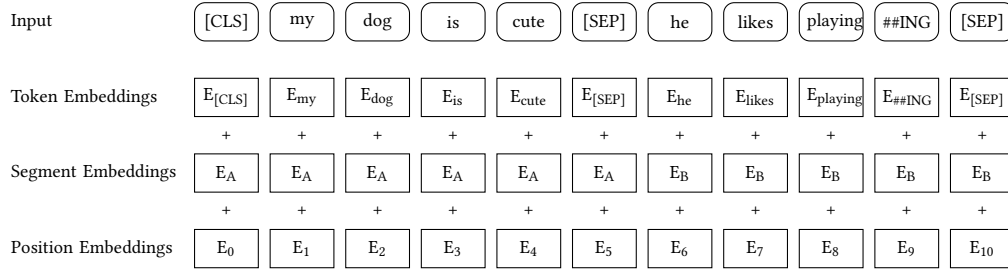 Input [CLS] my dog is cute [SEP] he likes playing ##ING [SEP]
Token Embeddings E[CLS] Emy Edog Eis Ecute E[SEP] Ehe Elikes Eplaying E##ING E[SEP]
+ + + + + + + + + + +
Segment Embeddings EA EA EA EA EA EA EB EB EB EB EB
+ + + + + + + + + + +
Position Embeddings E0 E1 E2 E3 E4 E5 E6 E7 E8 E9 E10